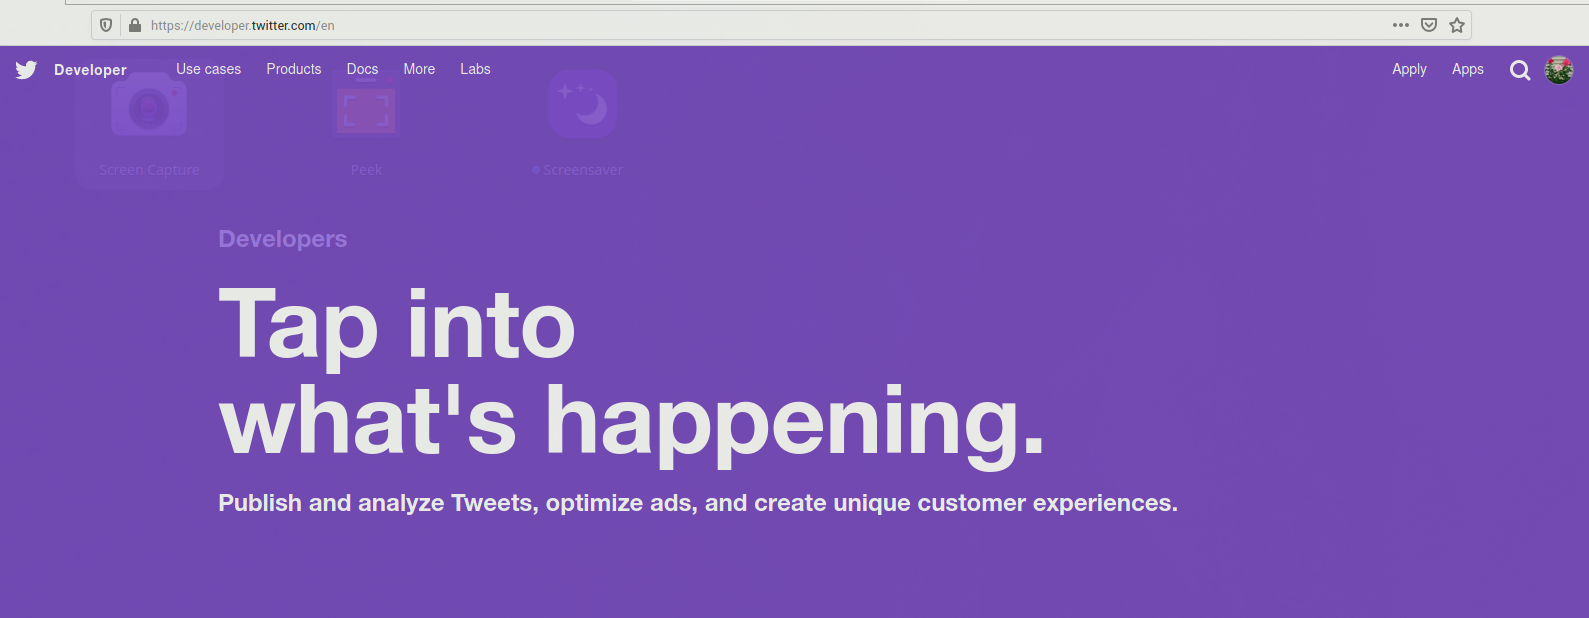 https://developer.twitter.com/en
Developer Use cases Products Docs More Labs Apply Apps
Screen Capture Peek Screensaver
Developers
Tap into
what's happening.
Publish and analyze Tweets, optimize ads, and create unique customer experiences.